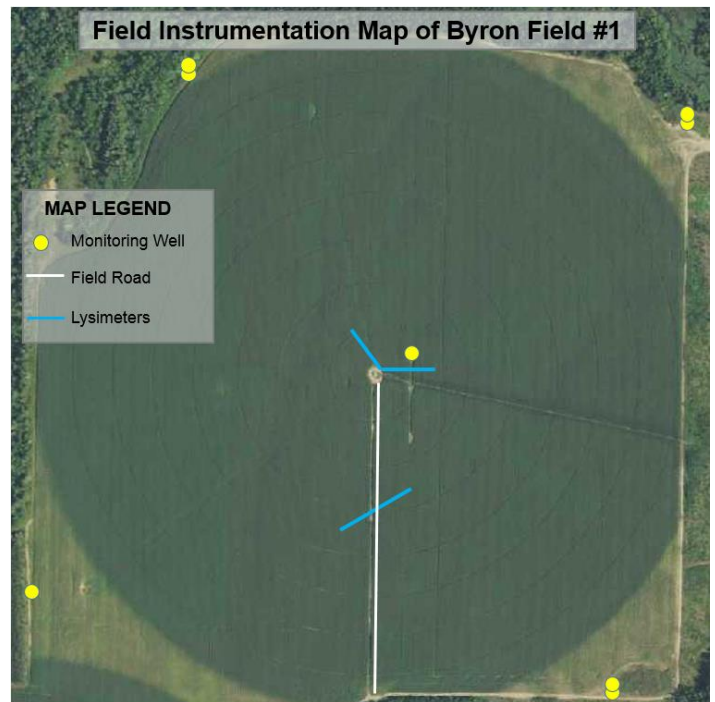 Field Instrumentation Map of Byron Field #1
MAP LEGEND
Monitoring Well
Field Road
Lysimeters